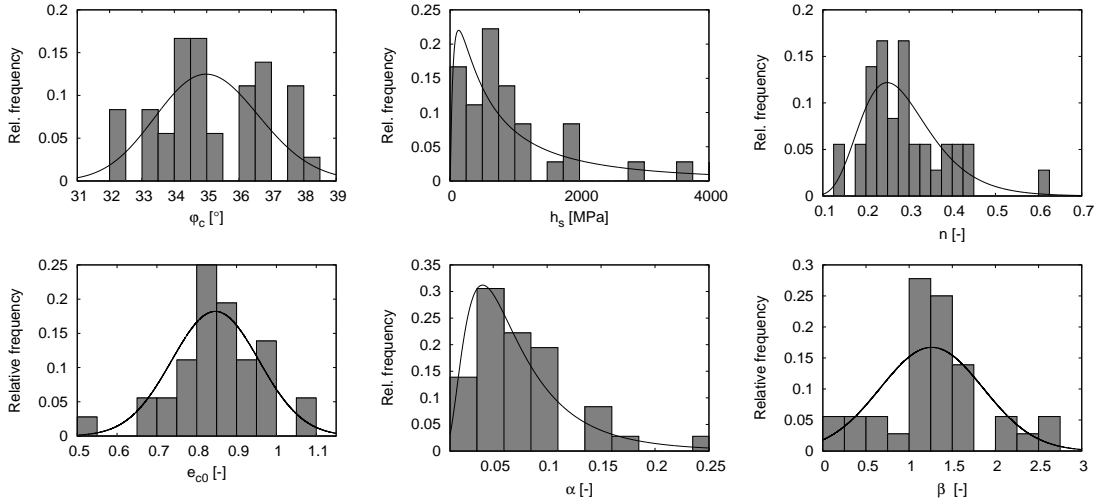 0.2
0.15
0.1
0.05
0
Rel. frequency
31 32 33 34 35 36 37 38 39
φc [°]
0.25
0.2
0.15
0.1
0.05
0
Rel. frequency
0 2000 4000
hs [MPa]
0.2
0.15
0.1
0.05
0
Rel. frequency
0.1 0.2 0.3 0.4 0.5 0.6 0.7
n [-]
0.25
0.2
0.15
0.1
0.05
0
Relative frequency
0.5 0.6 0.7 0.8 0.9 1 1.1
ec0 [-]
0.35
0.3
0.25
0.2
0.15
0.1
0.05
0
Rel. frequency
0.05 0.1 0.15 0.2 0.25
α [-]
0.3
0.25
0.2
0.15
0.1
0.05
0
Relative frequency
0 0.5 1 1.5 2 2.5 3
β [-]